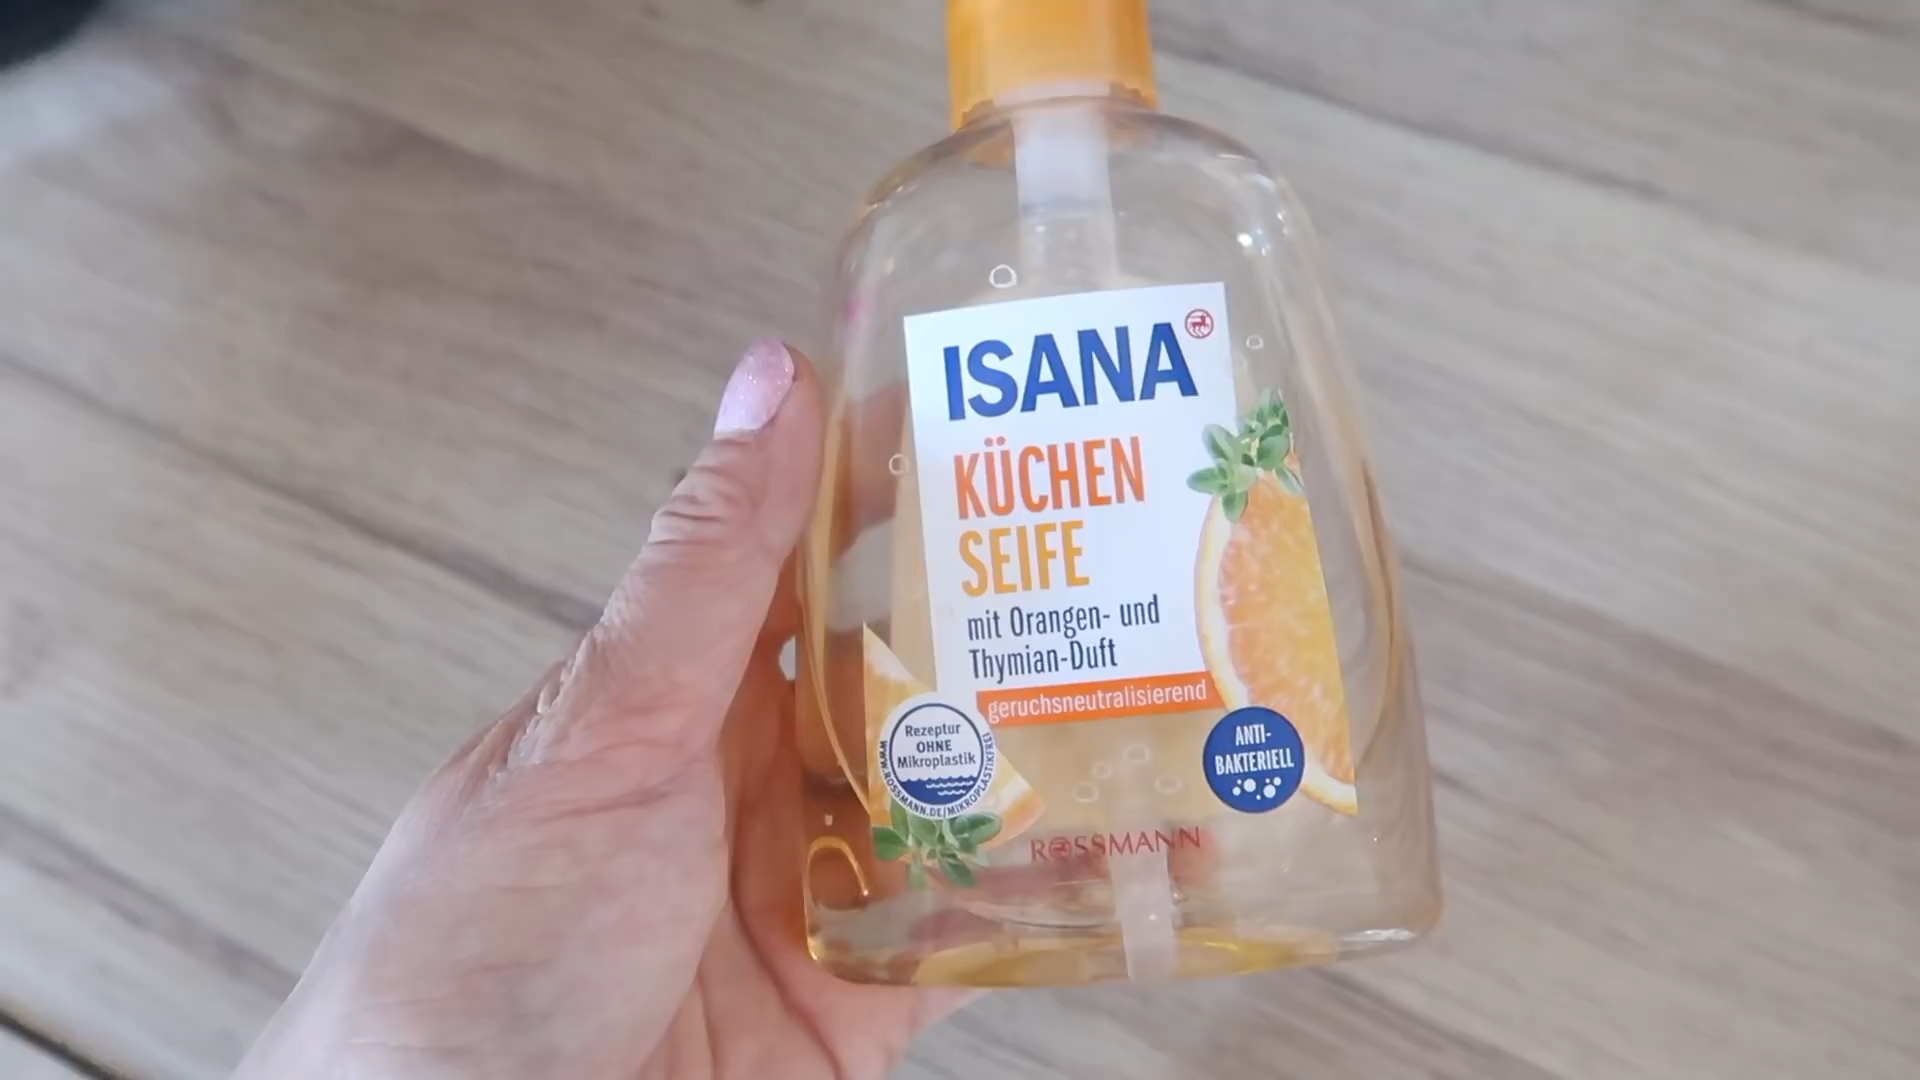 ISANA
KÜCHEN
SEIFE
mit Orangen- und
Thymian-Duft
geruchsneutralisierend
Rezeptur
OHNE
Mikroplastik
WWW.ROSSMANN.DE/MIKROPLASTIKFREI
ANTI-
BAKTERIELL
ROSSMANN